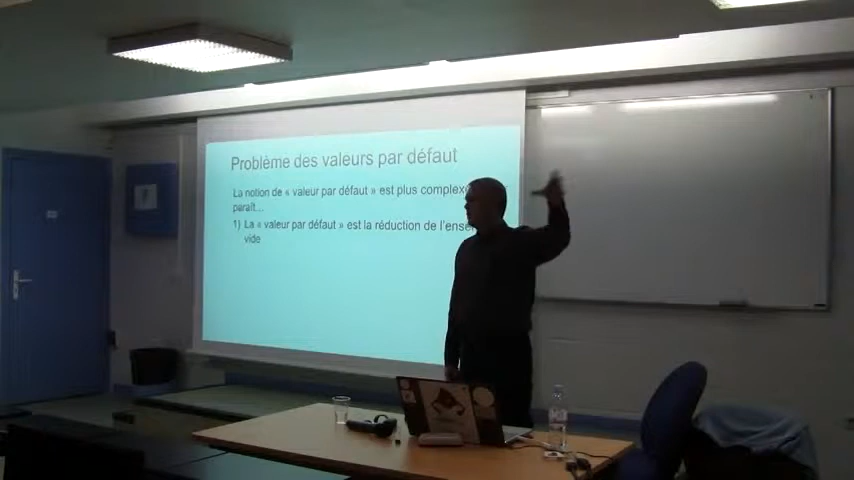 Problème des valeurs par défaut
La notion de « valeur par défaut » est plus complexe
paraît...
1) La « valeur par défaut » est la réduction de l'ense
vide